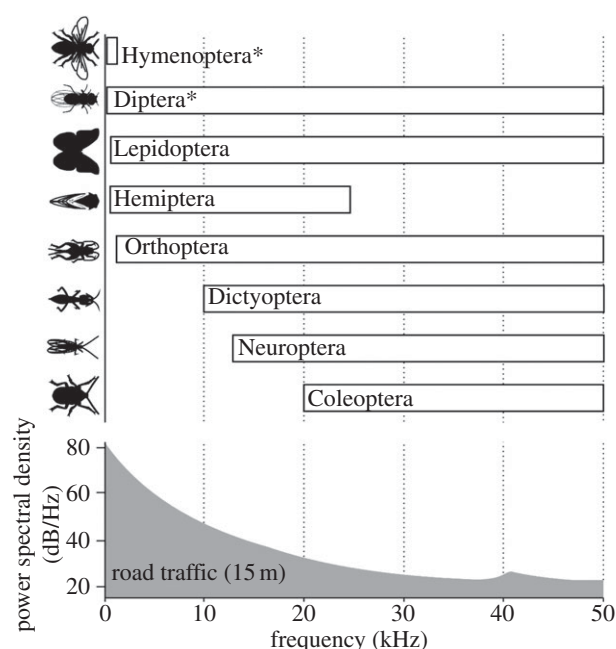 Hymenoptera*
Diptera*
Lepidoptera
Hemiptera
Orthoptera
Dictyoptera
Neuroptera
Coleoptera
power spectral density
(dB/Hz)
80
60
40
20
road traffic (15 m)
0 10 20 30 40 50
frequency (kHz)